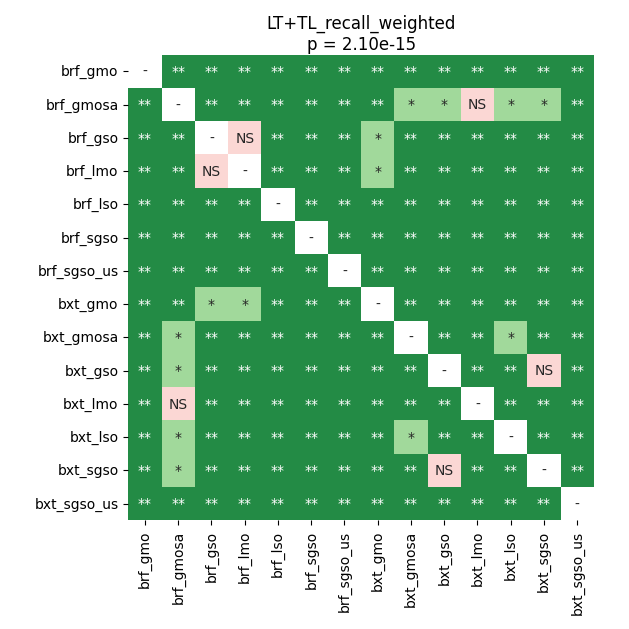 LT+TL_recall_weighted
p = 2.10e-15
brf_gmo - ** ** ** ** ** ** ** ** ** ** ** ** **
brf_gmosa ** - ** ** ** ** ** ** * * NS * * **
brf_gso ** ** - NS ** ** ** * ** ** ** ** ** **
brf_lmo ** ** NS - ** ** ** * ** ** ** ** ** **
brf_lso ** ** ** ** - ** ** ** ** ** ** ** ** **
brf_sgso ** ** ** ** ** - ** ** ** ** ** ** ** **
brf_sgso_us ** ** ** ** ** ** - ** ** ** ** ** ** **
bxt_gmo ** ** * * ** ** ** - ** ** ** ** ** **
bxt_gmosa ** * ** ** ** ** ** ** - ** ** * ** **
bxt_gso ** * ** ** ** ** ** ** ** - ** ** NS **
bxt_lmo ** NS ** ** ** ** ** ** ** ** - ** ** **
bxt_lso ** * ** ** ** ** ** ** * ** ** - ** **
bxt_sgso ** * ** ** ** ** ** ** ** NS ** ** - **
bxt_sgso_us ** ** ** ** ** ** ** ** ** ** ** ** ** -
brf_gmo brf_gmosa brf_gso brf_lmo brf_lso brf_sgso brf_sgso_us bxt_gmo bxt_gmosa bxt_gso bxt_lmo bxt_lso bxt_sgso bxt_sgso_us